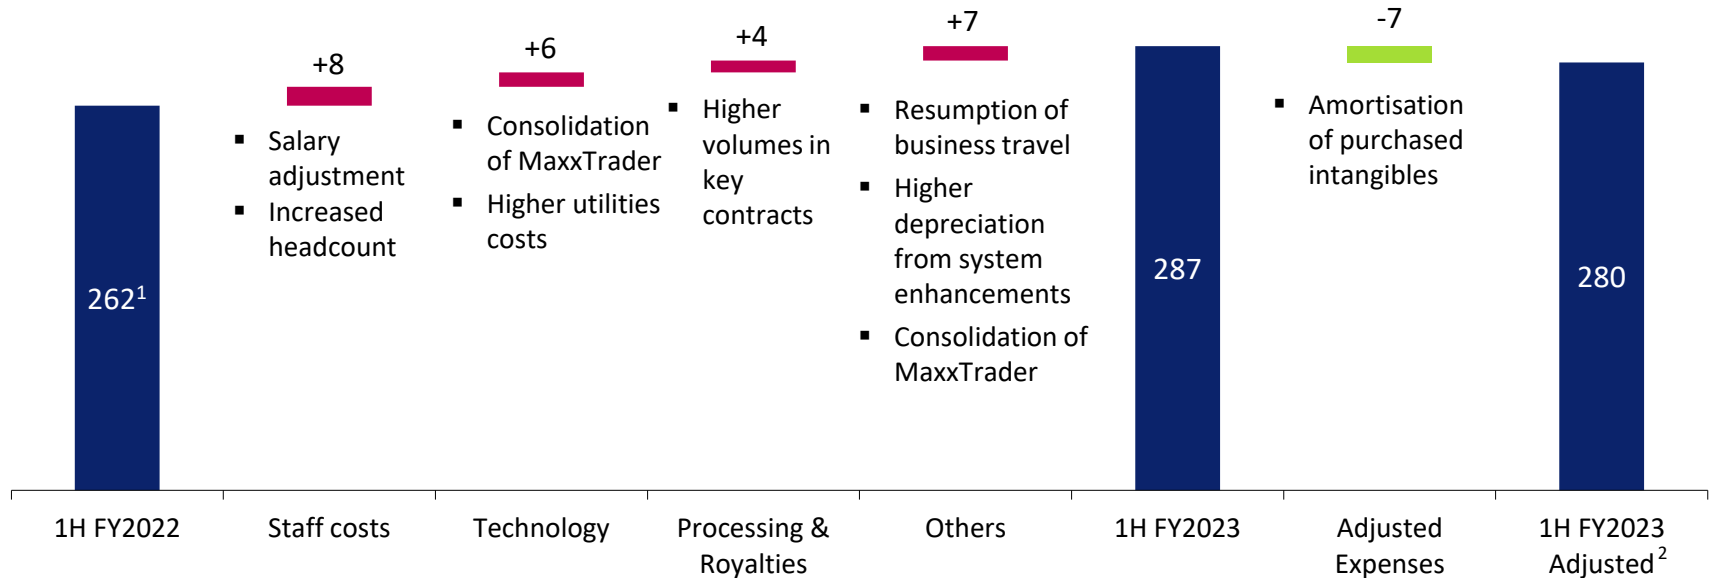 +8
▪ Salary
adjustment
▪ Increased
headcount
+6
▪ Consolidation
of MaxxTrader
▪ Higher utilities
costs
+4
▪ Higher
volumes in
key
contracts
+7
▪ Resumption of
business travel
▪ Higher
depreciation
from system
enhancements
▪ Consolidation of
MaxxTrader
-7
▪ Amortisation
of purchased
intangibles
262¹
287
280
1H FY2022
Staff costs
Technology
Processing &
Royalties
Others
1H FY2023
Adjusted
Expenses
1H FY2023
Adjusted²